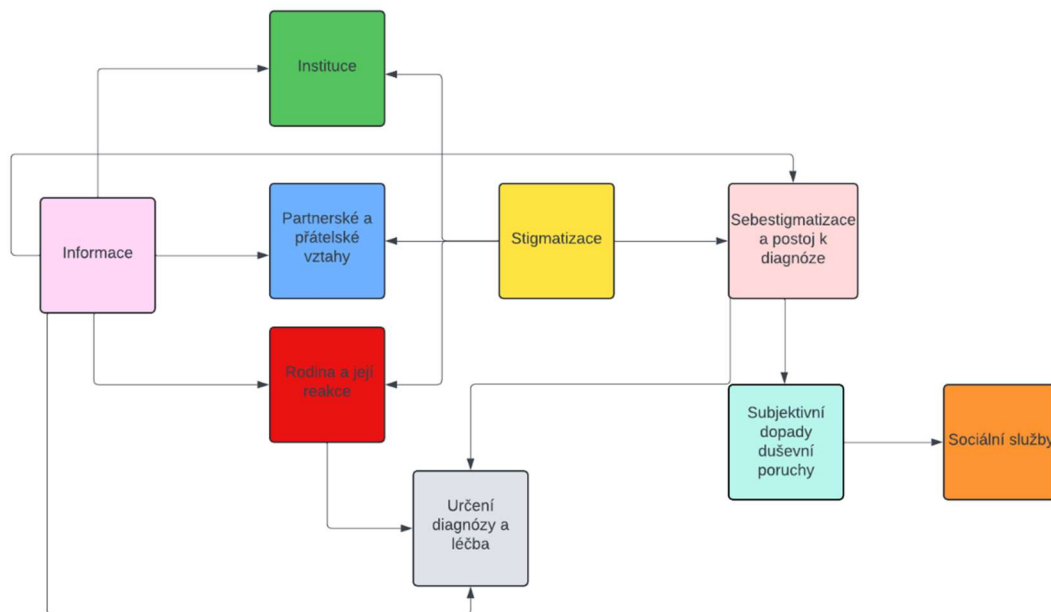 Instituce
Partnerské a
přátelské
vztahy
Stigmatizace
Sebestigmatizace
a postoj k
diagnóze
Informace
Rodina a její
reakce
Subjektivní
dopady
duševní
poruchy
Sociální služby
Určení
diagnózy a
léčba